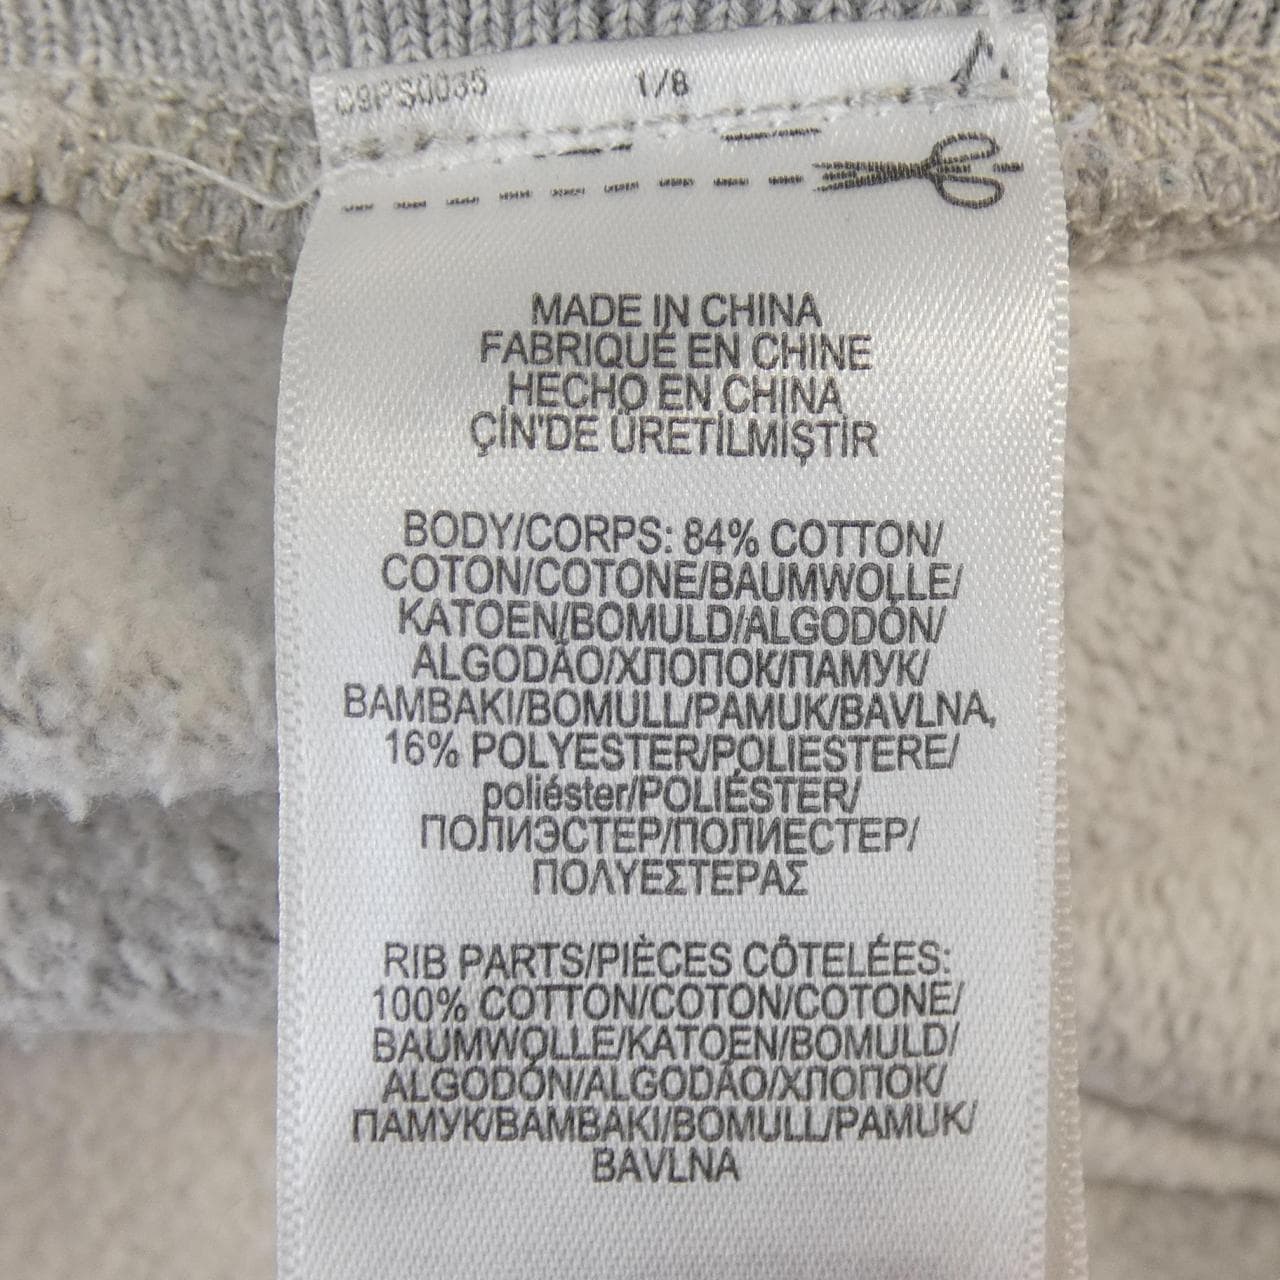 C9PS0035 1/8
MADE IN CHINA
FABRIQUÉ EN CHINE
HECHO EN CHINA
ÇİN'DE ÜRETİLMİŞTİR
BODY/CORPS: 84% COTTON/
COTON/COTONE/BAUMWOLLE/
KATOEN/BOMULD/ALGODÓN/
ALGODÃO/ХЛОПОК/ПАМУК/
BAMBAKI/BOMULL/PAMUK/BAVLNA,
16% POLYESTER/POLIESTERE/
poliéster/POLIÉSTER/
ПОЛИЭСТЕР/ПОЛИЕСТЕР/
ΠΟΛΥΕΣΤΕΡΑΣ
RIB PARTS/PIÈCES CÔTELÉES:
100% COTTON/COTON/COTONE/
BAUMWOLLE/KATOEN/BOMULD/
ALGODÓN/ALGODÃO/ХЛОПОК/
ПАМУК/BAMBAKI/BOMULL/PAMUK/
BAVLNA